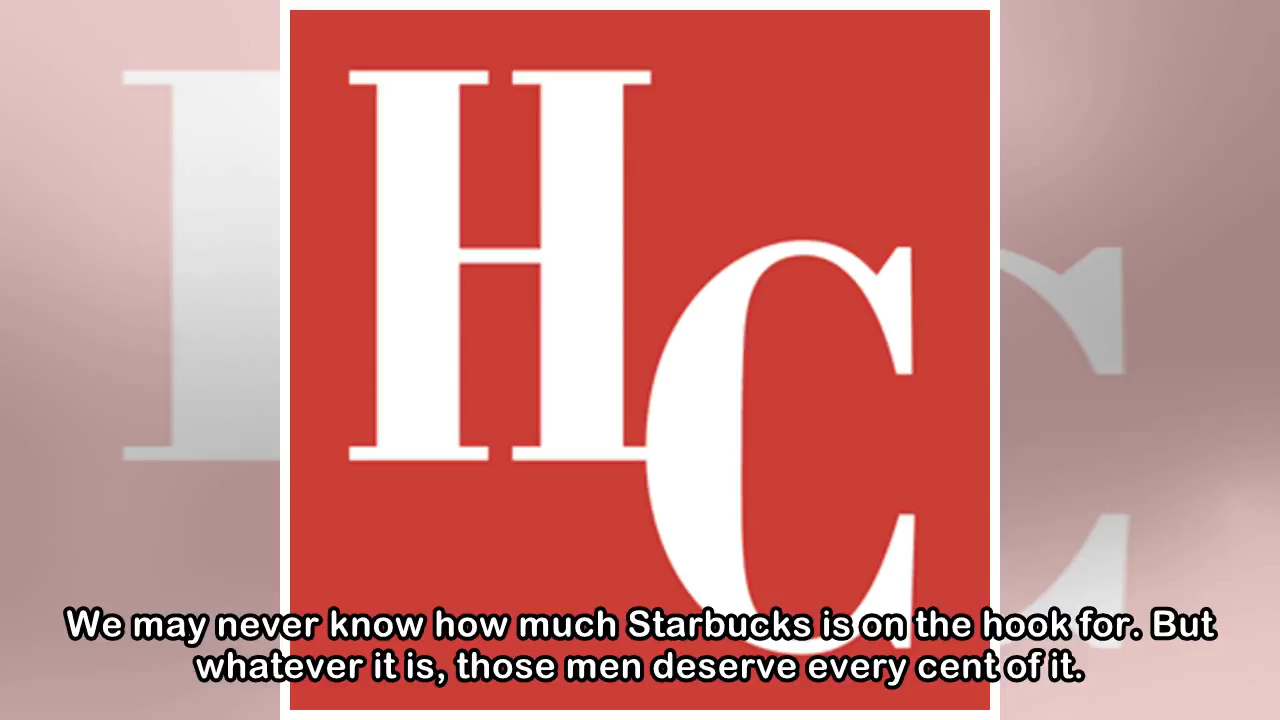 HC
We may never know how much Starbucks is on the hook for. But
whatever it is, those men deserve every cent of it.